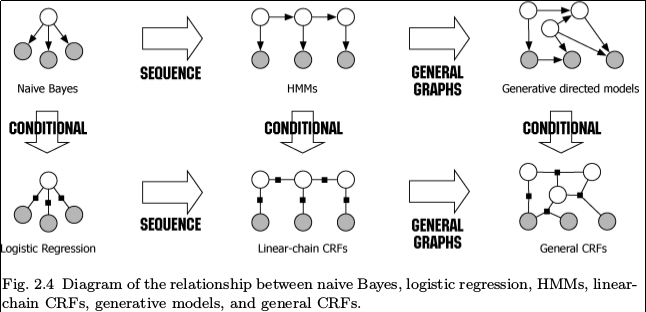 SEQUENCE
GENERAL
GRAPHS
Naive Bayes
HMMs
Generative directed models
CONDITIONAL
CONDITIONAL
CONDITIONAL
SEQUENCE
GENERAL
GRAPHS
Logistic Regression
Linear-chain CRFs
General CRFs
Fig. 2.4 Diagram of the relationship between naive Bayes, logistic regression, HMMs, linear-
chain CRFs, generative models, and general CRFs.